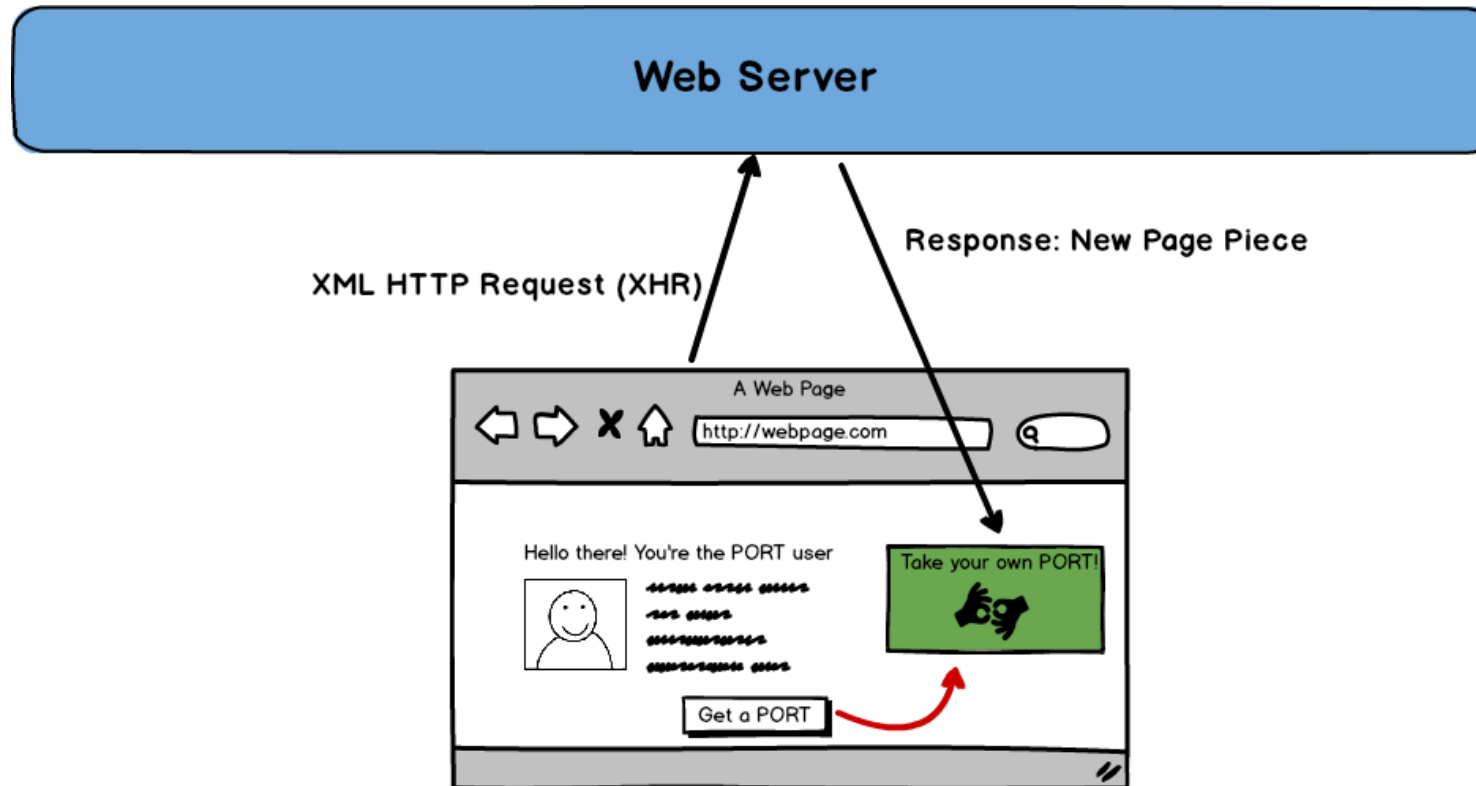 Web Server
Response: New Page Piece
XML HTTP Request (XHR)
A Web Page
http://webpage.com
Hello there! You're the PORT user
Take your own PORT!
Get a PORT